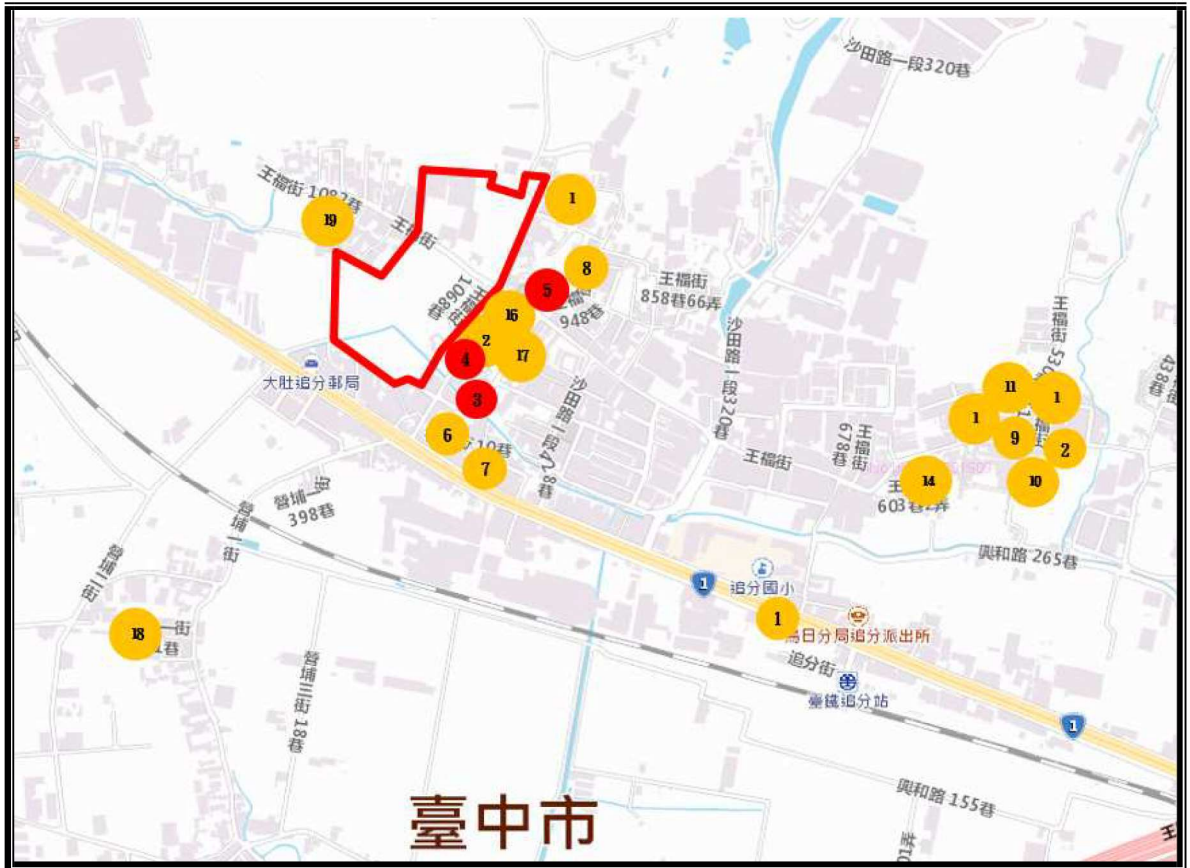 沙田路一段320巷
王福街 1082巷
19
王福街
1
8
5
948巷
王福街
858巷66弄
1068巷
16
2
17
4
3
大肚追分郵局
沙田路一段428巷
沙田路一段320巷
6
7
營埔一街
398巷
營埔一街
營埔二街
王福街
王福街
678巷
11
1
1
9
2
10
14
603巷2弄
438巷
興和路 265巷
1
追分國小
1
烏日分局追分派出所
追分街
臺鐵追分站
18
營埔三街 18巷
1
興和路 155巷
臺中市